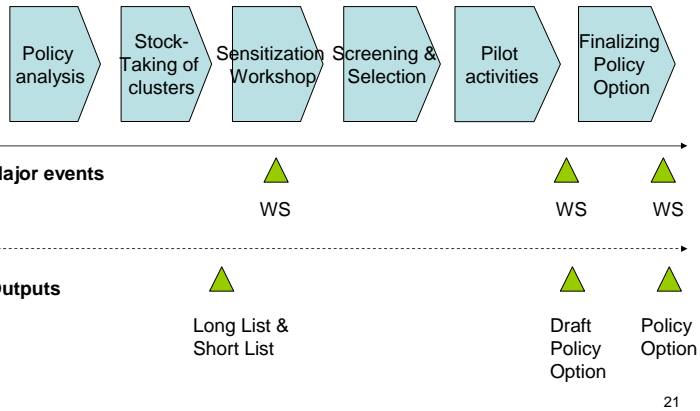 Policy
analysis
Stock-
Taking of
clusters
Sensitization
Workshop
Screening &
Selection
Pilot
activities
Finalizing
Policy
Option
ajor events
WS
WS
WS
utputs
Long List &
Short List
Draft
Policy
Option
Policy
Option
21